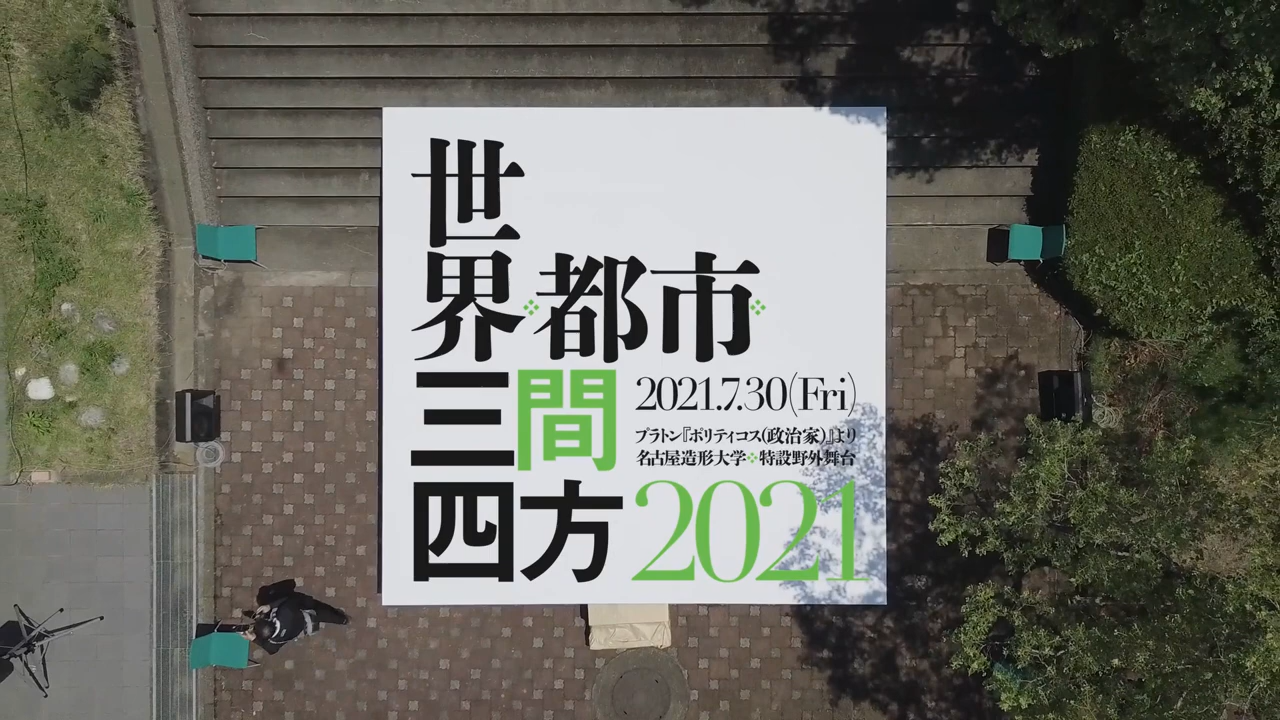 世
界❖都市❖
三間
四方
2021.7.30(Fri)
プラトン『ポリティコス(政治家)』より
名古屋造形大学❖特設野外舞台
2021